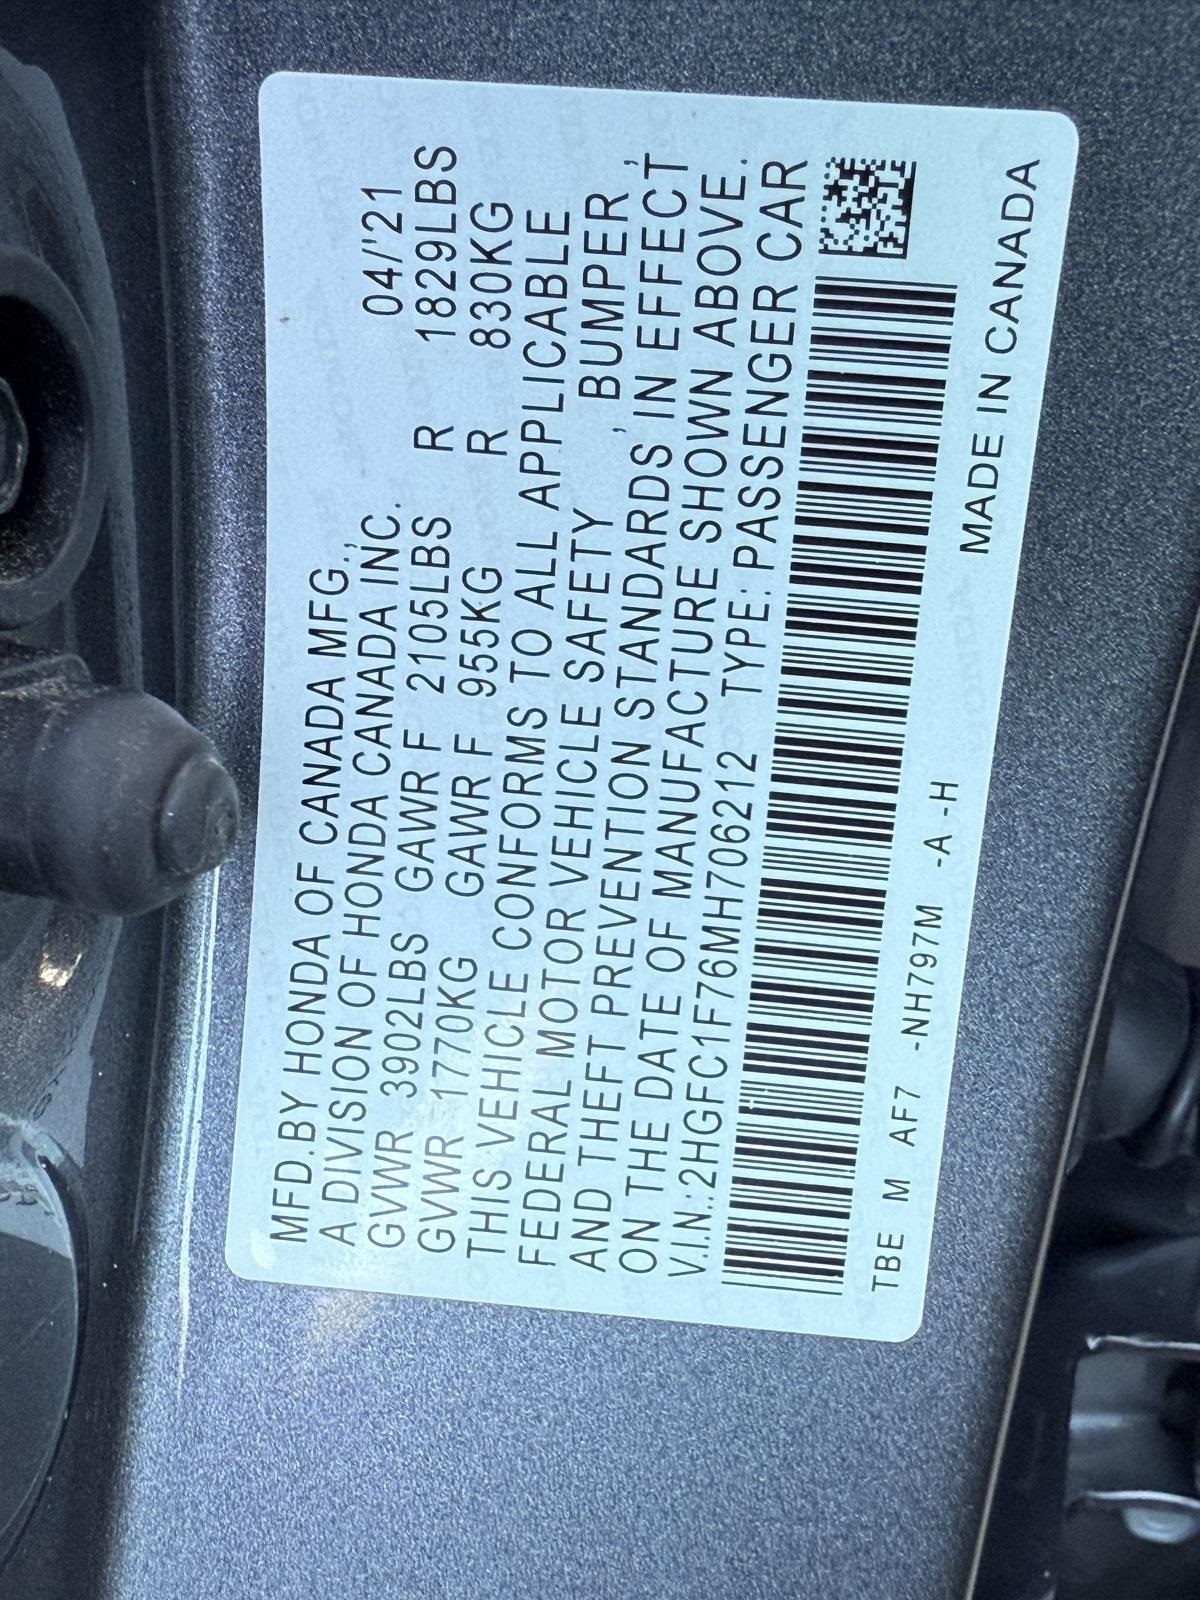 MFD.BY HONDA OF CANADA MFG.,
A DIVISION OF HONDA CANADA INC. 04/'21
GVWR 3902LBS GAWR F 2105LBS R 1829LBS
GVWR 1770KG GAWR F 955KG R 830KG
THIS VEHICLE CONFORMS TO ALL APPLICABLE
FEDERAL MOTOR VEHICLE SAFETY , BUMPER ,
AND THEFT PREVENTION STANDARDS IN EFFECT
ON THE DATE OF MANUFACTURE SHOWN ABOVE.
V.I.N.:2HGFC1F76MH706212 TYPE:PASSENGER CAR
TBE M AF7 -NH797M -A -H MADE IN CANADA